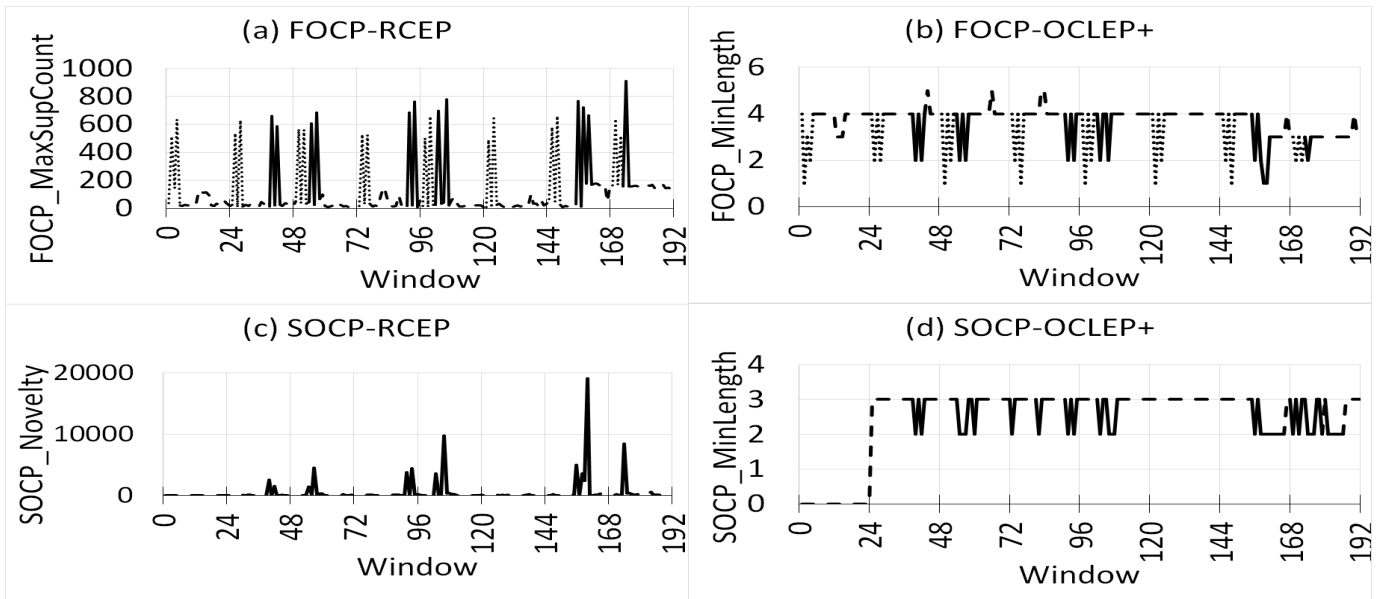 (a) FOCP-RCEP
FOCP_MaxSupCount
1000
800
600
400
200
0
0 24 48 72 96 120 144 168 192
Window
(b) FOCP-OCLEP+
FOCP_MinLength
6
4
2
0
0 24 48 72 96 120 144 168 192
Window
(c) SOCP-RCEP
SOCP_Novelty
20000
10000
0
0 24 48 72 96 120 144 168 192
Window
(d) SOCP-OCLEP+
SOCP_MinLength
4
3
2
1
0
0 24 48 72 96 120 144 168 192
Window